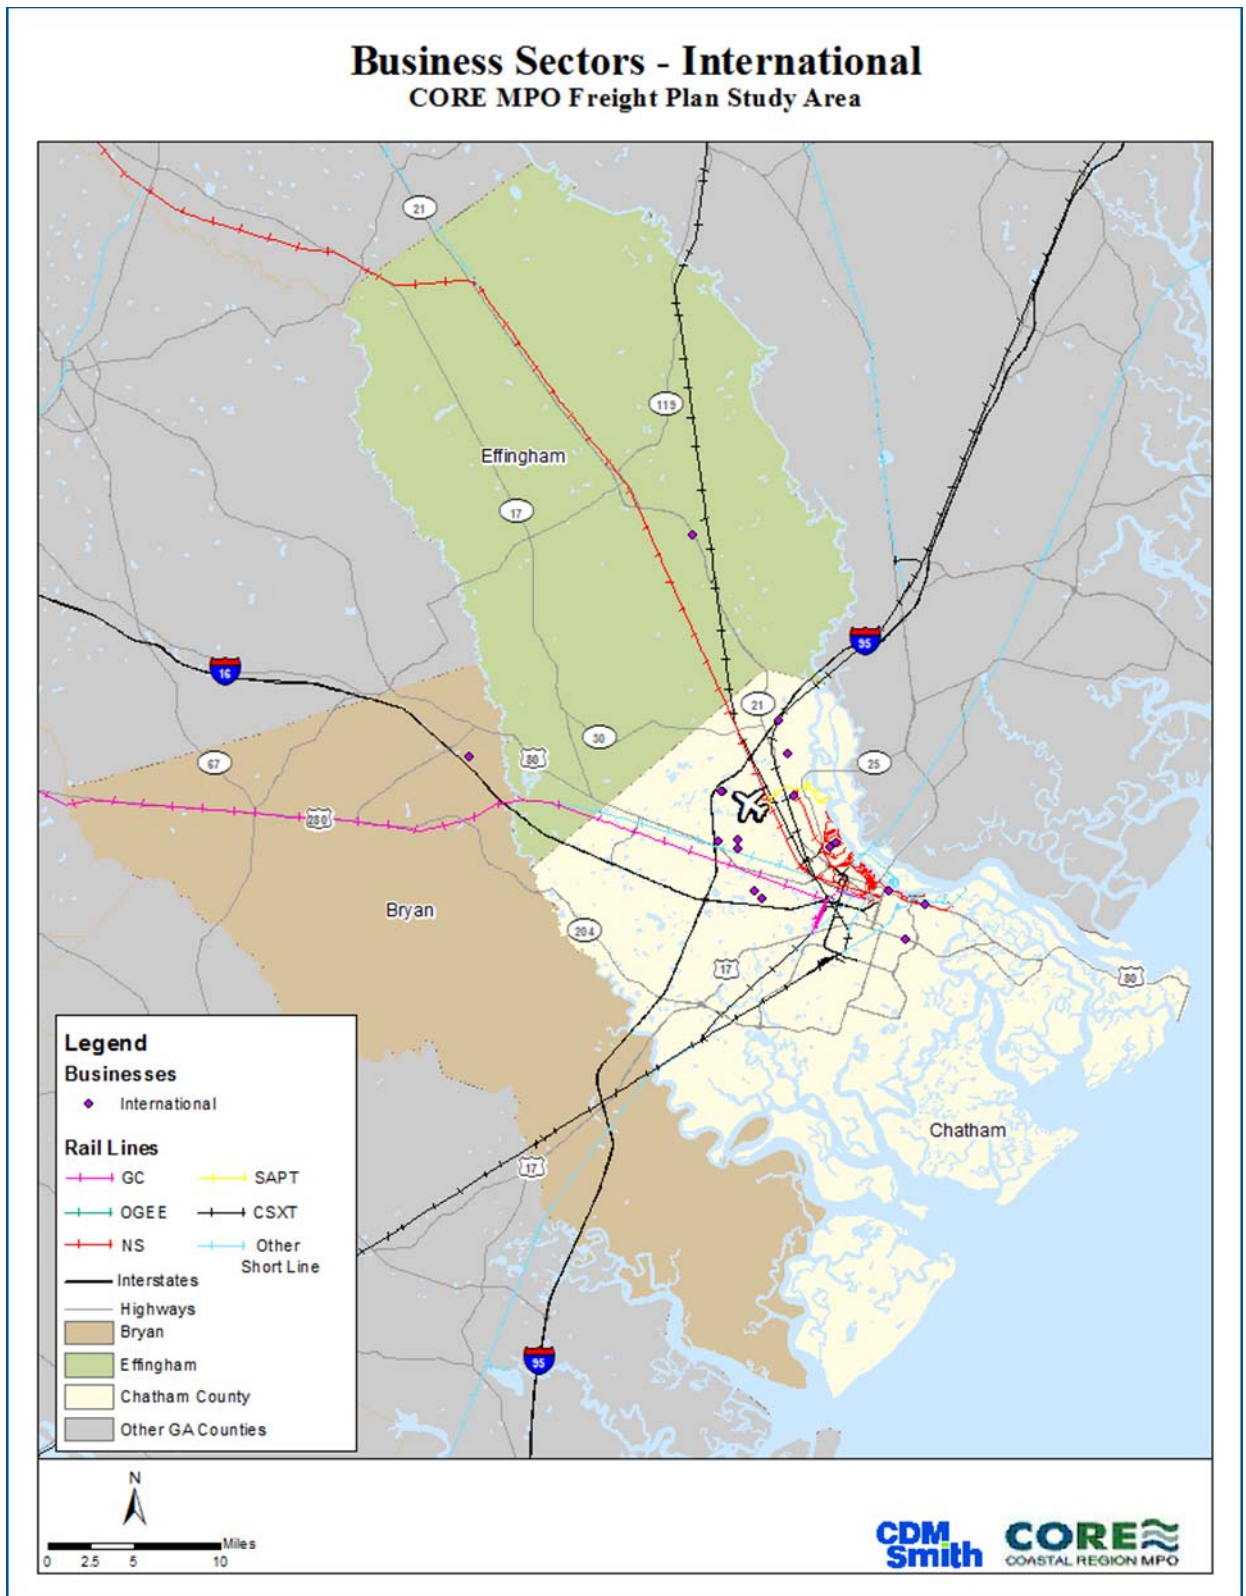 Business Sectors - International
CORE MPO Freight Plan Study Area
21
119
Effingham
17
95
16
21
30
80
67
25
280
Bryan
204
17
80
Chatham
17
95
Legend
Businesses
International
Rail Lines
GC
SAPT
OGEE
CSXT
NS
Other
Short Line
Interstates
Highways
Bryan
Effingham
Chatham County
Other GA Counties
N
Miles
0 2.5 5 10
CDM
Smith
CORE
COASTAL REGION MPO